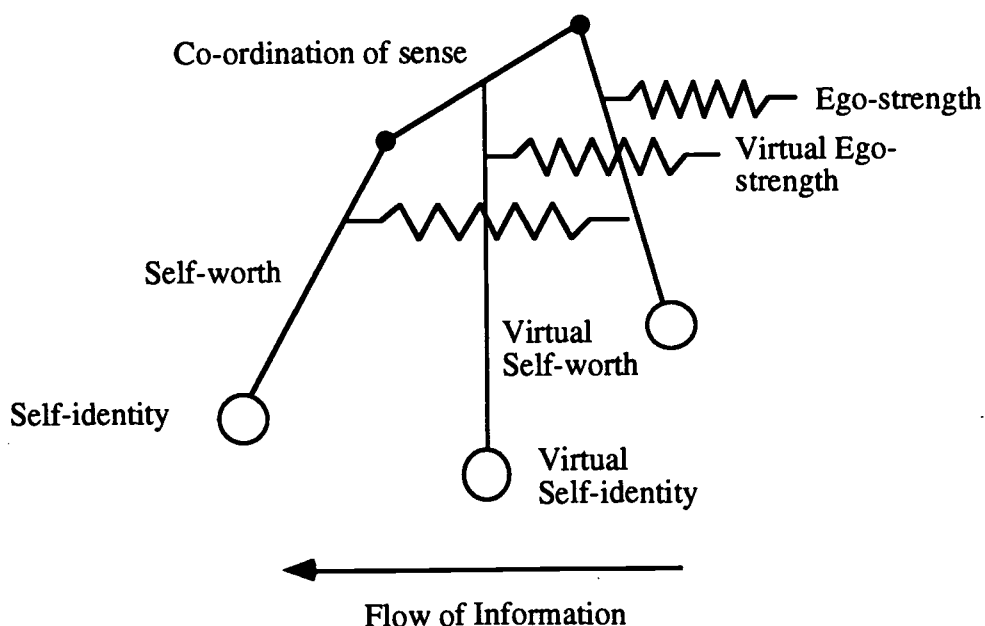 Co-ordination of sense
Ego-strength
Virtual Ego-
strength
Self-worth
Virtual
Self-worth
Self-identity
Virtual
Self-identity
Flow of Information